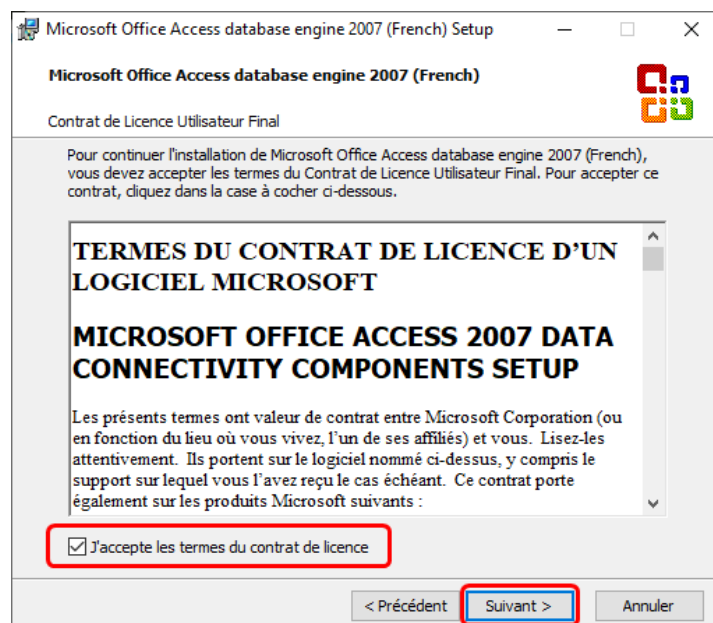 Microsoft Office Access database engine 2007 (French) Setup
Microsoft Office Access database engine 2007 (French)
Contrat de Licence Utilisateur Final
Pour continuer l'installation de Microsoft Office Access database engine 2007 (French),
vous devez accepter les termes du Contrat de Licence Utilisateur Final. Pour accepter ce
contrat, cliquez dans la case à cocher ci-dessous.
TERMES DU CONTRAT DE LICENCE D’UN
LOGICIEL MICROSOFT
MICROSOFT OFFICE ACCESS 2007 DATA
CONNECTIVITY COMPONENTS SETUP
Les présents termes ont valeur de contrat entre Microsoft Corporation (ou
en fonction du lieu où vous vivez, l’un de ses affiliés) et vous. Lisez-les
attentivement. Ils portent sur le logiciel nommé ci-dessus, y compris le
support sur lequel vous l’avez reçu le cas échéant. Ce contrat porte
également sur les produits Microsoft suivants :
J'accepte les termes du contrat de licence
< Précédent Suivant > Annuler